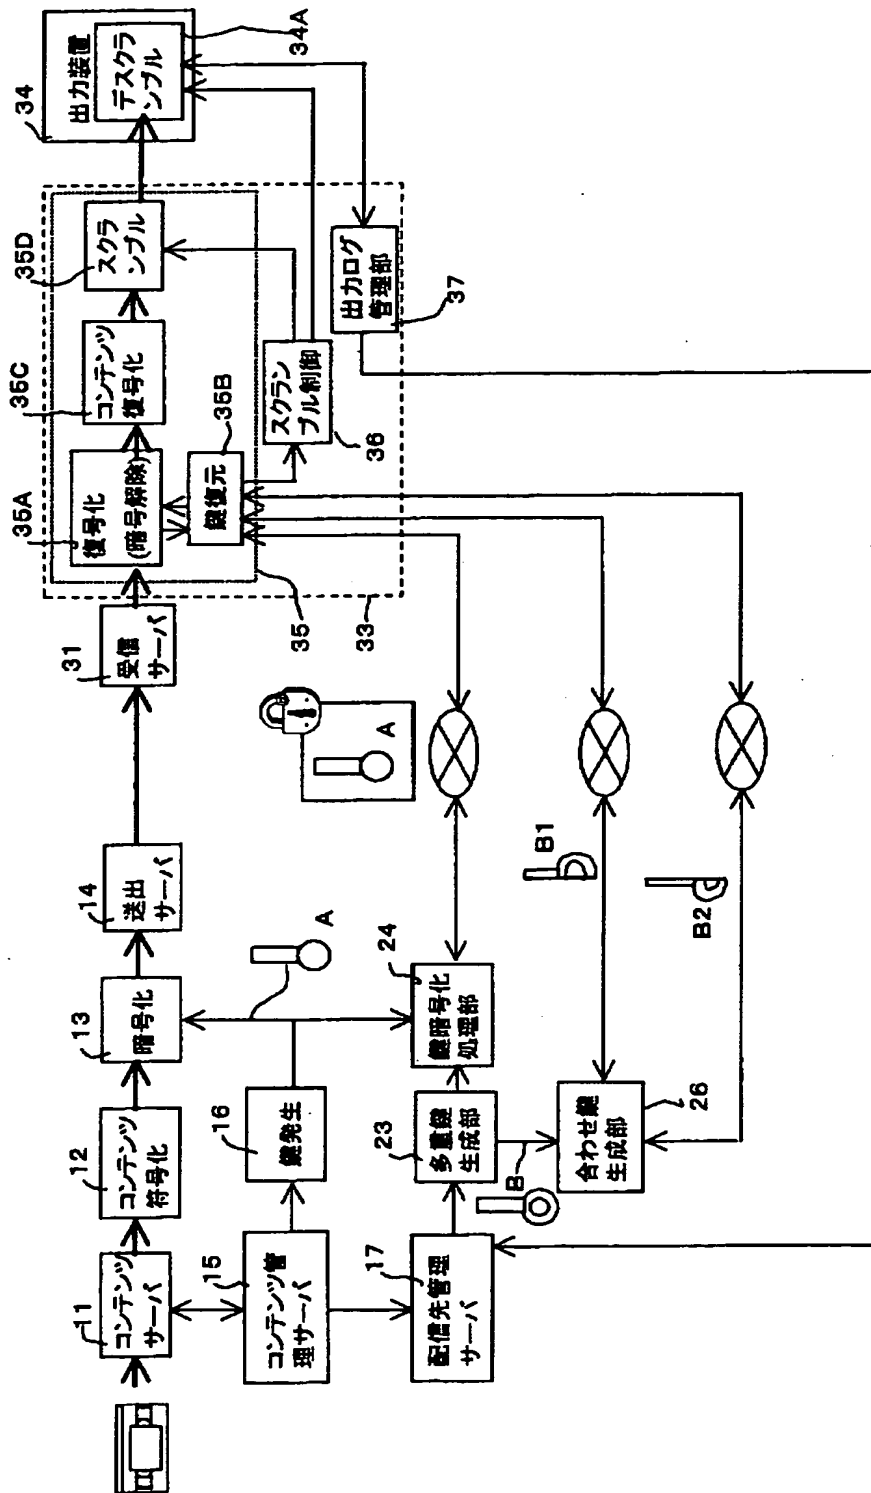 11
コンテンツ
サーバ
12
コンテンツ
符号化
13
暗号化
14
送出
サーバ
31
受信
サーバ
35A
復号化
(暗号解除)
35C
コンテンツ
復号化
35D
スクラ
ンブル
34
出力装置
デスクラ
ンブル
34A
15
コンテンツ管
理サーバ
16
鍵発生
A
A
35B
鍵復元
35
33
スクラン
ブル制御
36
出力ログ
管理部
37
17
配信先管理
サーバ
23
多重鍵
生成部
24
鍵暗号化
処理部
B
合わせ鍵
生成部
26
B1
B2